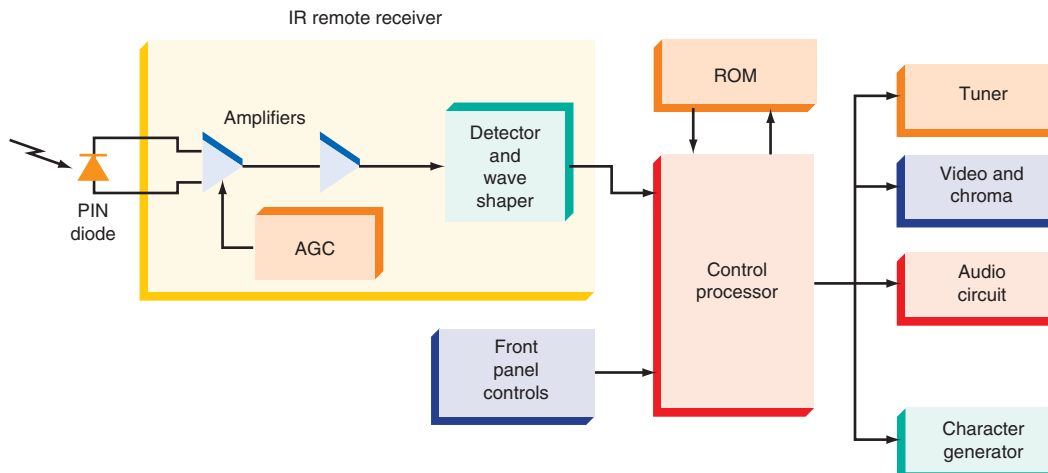 IR remote receiver
Amplifiers
PIN
diode
AGC
Detector
and
wave
shaper
Front
panel
controls
ROM
Control
processor
Tuner
Video and
chroma
Audio
circuit
Character
generator